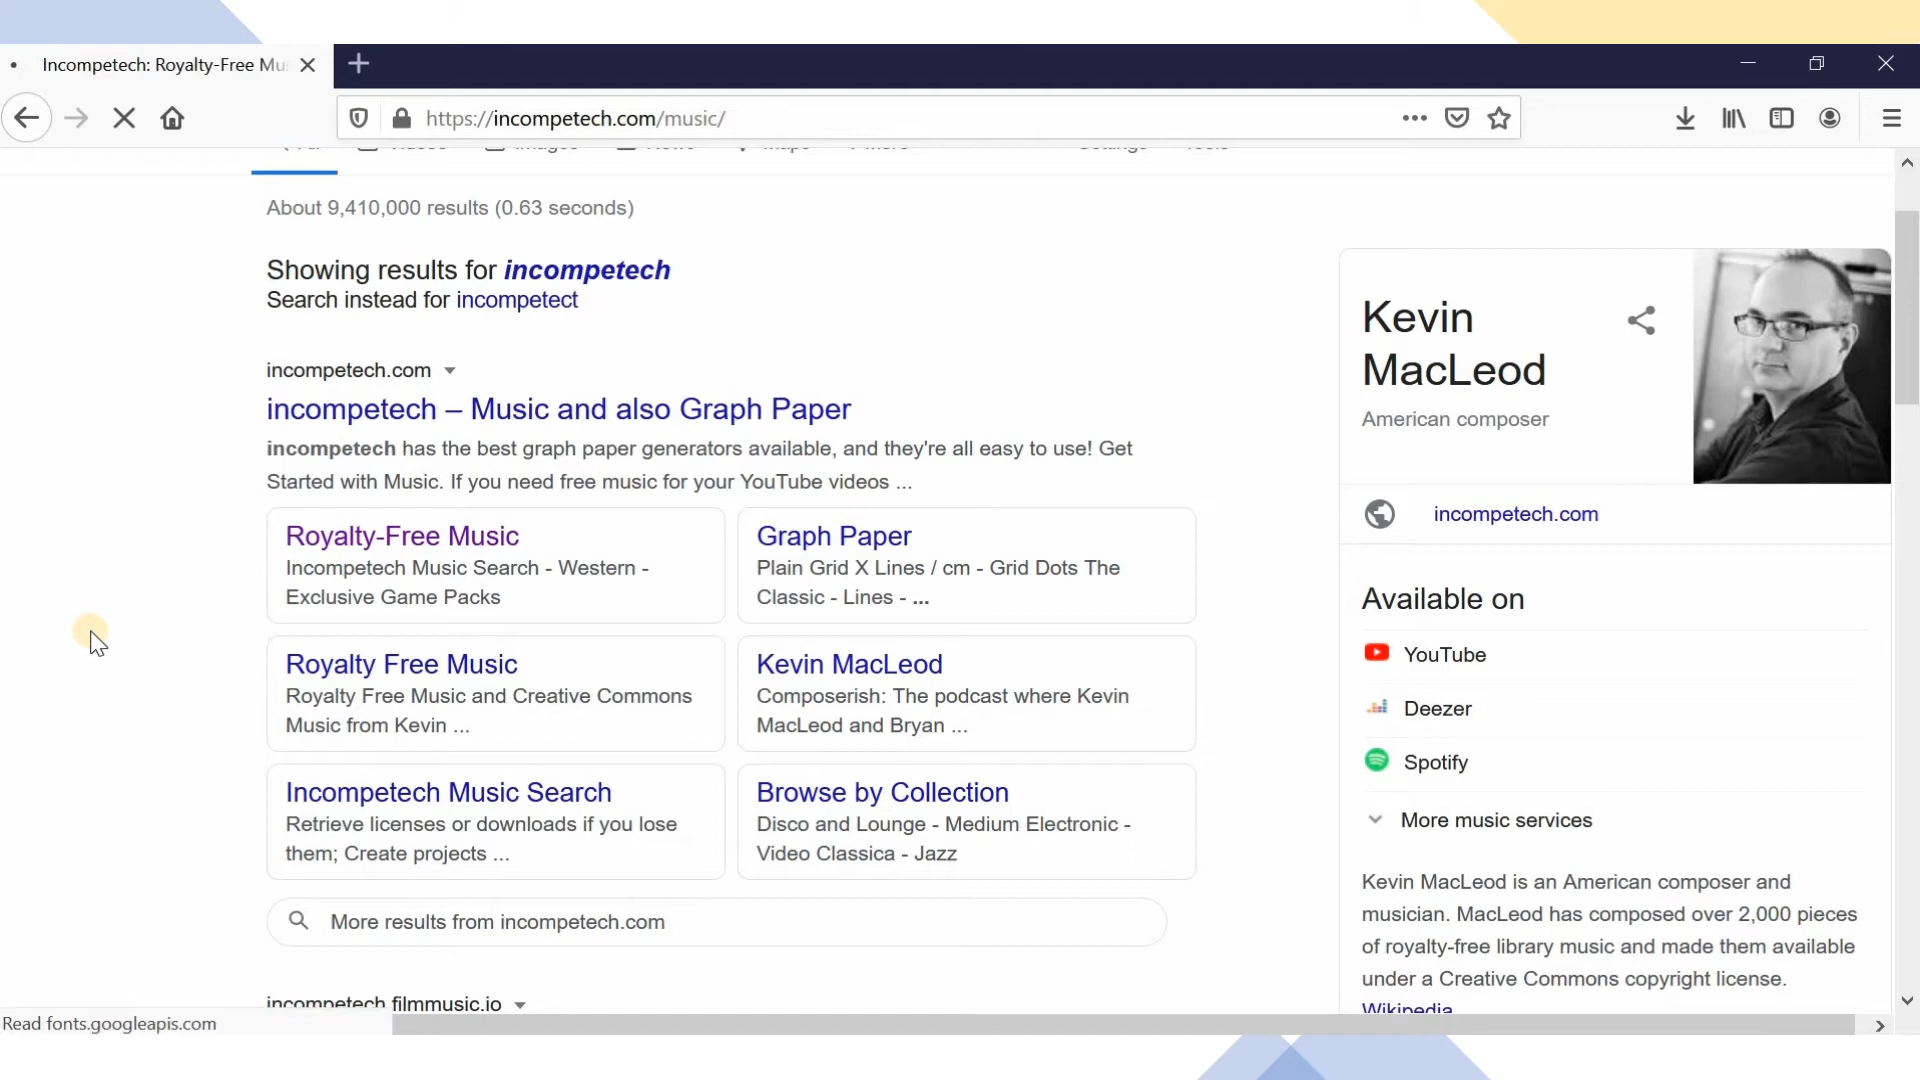 Incompetech: Royalty-Free Mu
https://incompetech.com/music/
About 9,410,000 results (0.63 seconds)
Showing results for incompetech
Search instead for incompetect
incompetech.com
incompetech – Music and also Graph Paper
incompetech has the best graph paper generators available, and they're all easy to use! Get
Started with Music. If you need free music for your YouTube videos ...
Royalty-Free Music
Incompetech Music Search - Western -
Exclusive Game Packs
Graph Paper
Plain Grid X Lines / cm - Grid Dots The
Classic - Lines - ...
Royalty Free Music
Royalty Free Music and Creative Commons
Music from Kevin ...
Kevin MacLeod
Composerish: The podcast where Kevin
MacLeod and Bryan ...
Incompetech Music Search
Retrieve licenses or downloads if you lose
them; Create projects ...
Browse by Collection
Disco and Lounge - Medium Electronic -
Video Classica - Jazz
More results from incompetech.com
incompetech.filmmusic.io
Kevin
MacLeod
American composer
incompetech.com
Available on
YouTube
Deezer
Spotify
More music services
Kevin MacLeod is an American composer and
musician. MacLeod has composed over 2,000 pieces
of royalty-free library music and made them available
under a Creative Commons copyright license.
Wikipedia
Read fonts.googleapis.com